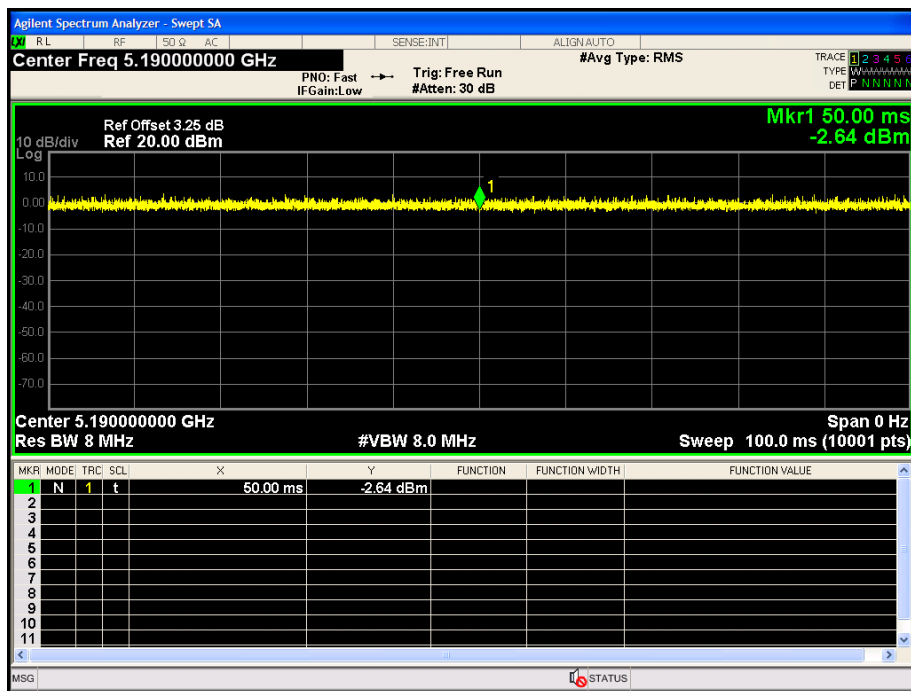 Agilent Spectrum Analyzer - Swept SA
LXI RL RF 50 Ω AC SENSE:INT ALIGN AUTO
Center Freq 5.190000000 GHz
PNO: Fast
IFGain:Low
Trig: Free Run
#Atten: 30 dB
#Avg Type: RMS
TRACE 1 2 3 4 5 6
TYPE W
DET P N N N N N
Mkr1 50.00 ms
-2.64 dBm
10 dB/div
Log
Ref Offset 3.25 dB
Ref 20.00 dBm
10.0
0.00
-10.0
-20.0
-30.0
-40.0
-50.0
-60.0
-70.0
1
Center 5.190000000 GHz
Span 0 Hz
Res BW 8 MHz
#VBW 8.0 MHz
Sweep 100.0 ms (10001 pts)
MKR MODE TRC SCL X Y FUNCTION FUNCTION WIDTH FUNCTION VALUE
1 N 1 t 50.00 ms -2.64 dBm
2
3
4
5
6
7
8
9
10
11
MSG
STATUS